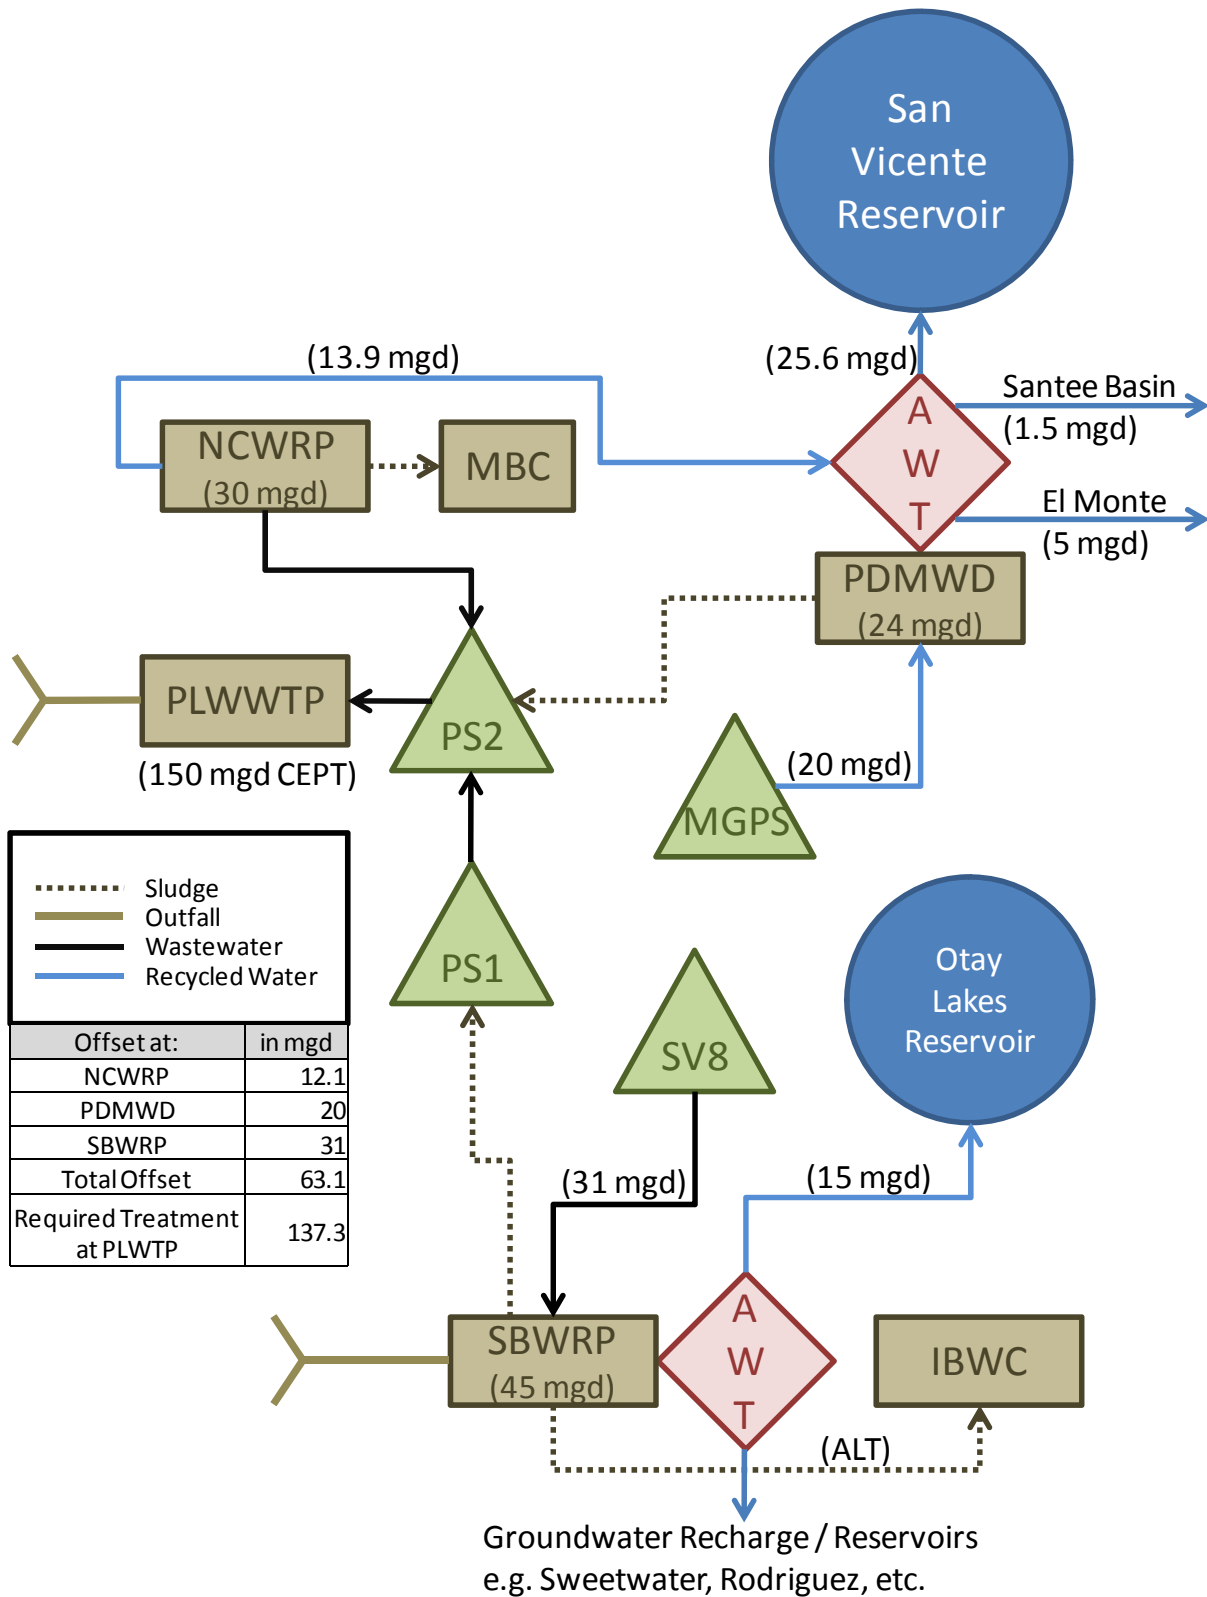 San
Vicente
Reservoir
(13.9 mgd)
(25.6 mgd)
A
W
T
Santee Basin
(1.5 mgd)
El Monte
(5 mgd)
NCWRP
(30 mgd)
MBC
PDMWD
(24 mgd)
PLWWTP
(150 mgd CEPT)
PS2
MGPS
(20 mgd)
Sludge
Outfall
Wastewater
Recycled Water
PS1
SV8
Otay
Lakes
Reservoir
Offset at: in mgd
NCWRP 12.1
PDMWD 20
SBWRP 31
Total Offset 63.1
Required Treatment
at PLWTP 137.3
(31 mgd)
(15 mgd)
SBWRP
(45 mgd)
A
W
T
IBWC
(ALT)
Groundwater Recharge / Reservoirs
e.g. Sweetwater, Rodriguez, etc.